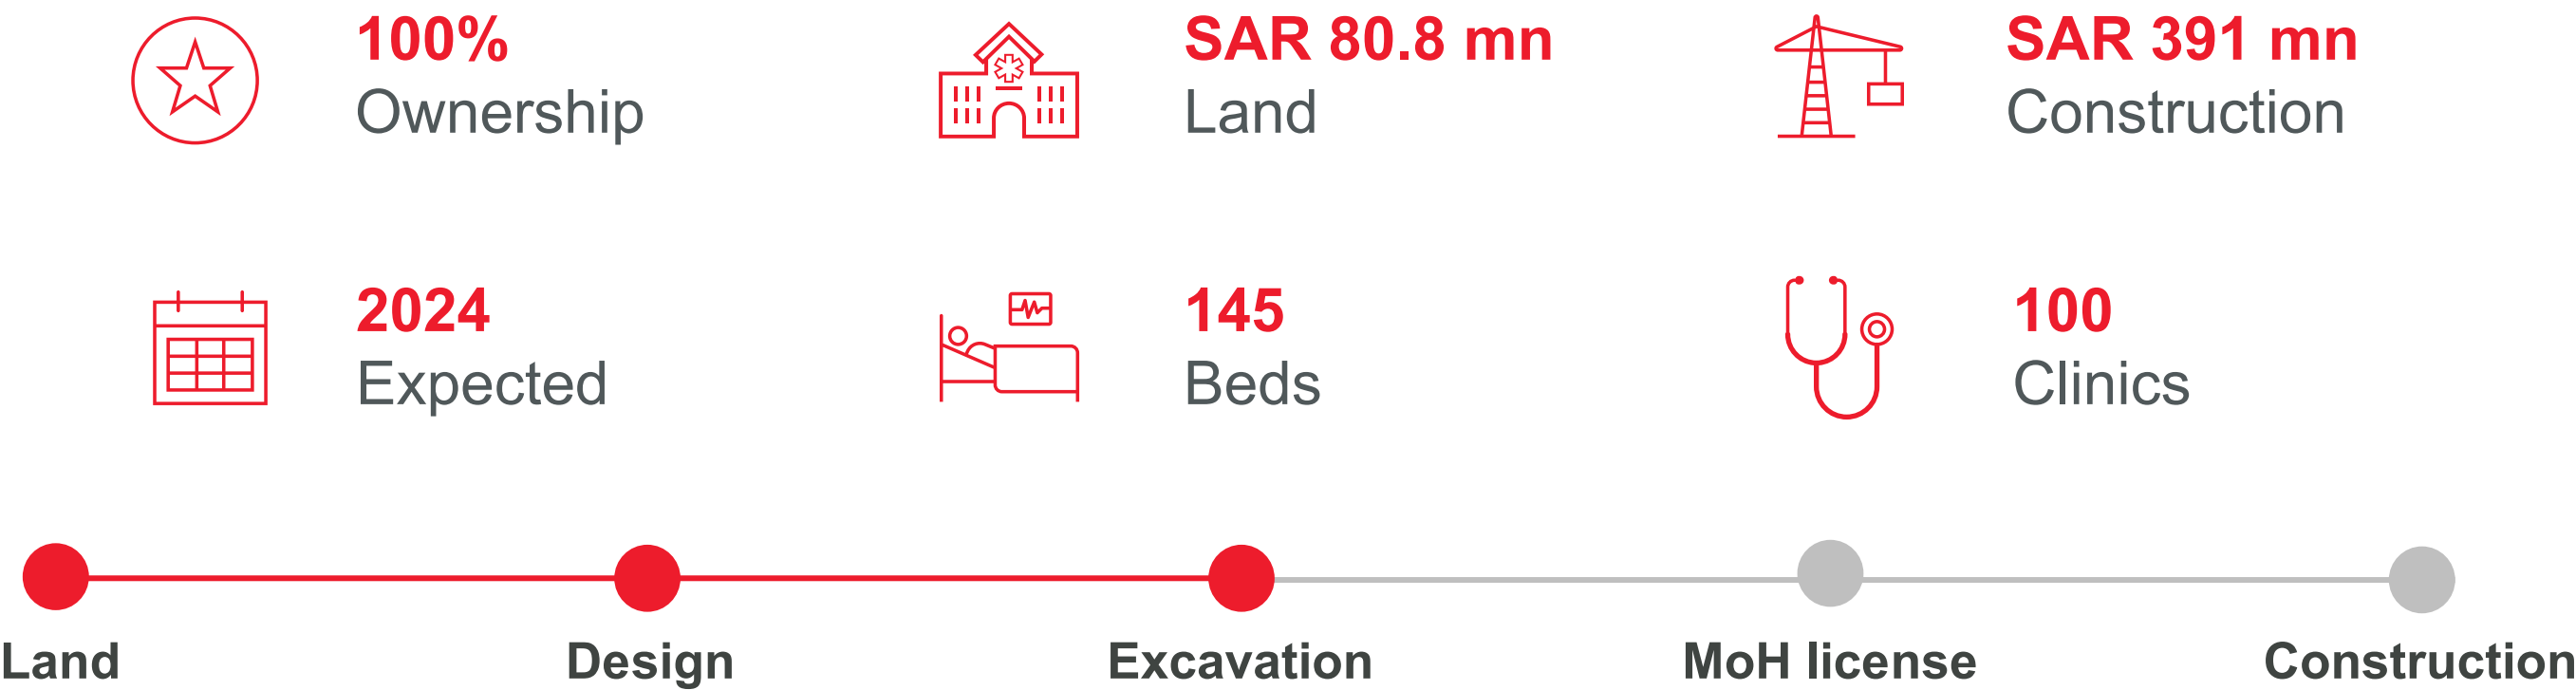 100%
Ownership
SAR 80.8 mn
Land
SAR 391 mn
Construction
2024
Expected
145
Beds
100
Clinics
Land
Design
Excavation
MoH license
Construction